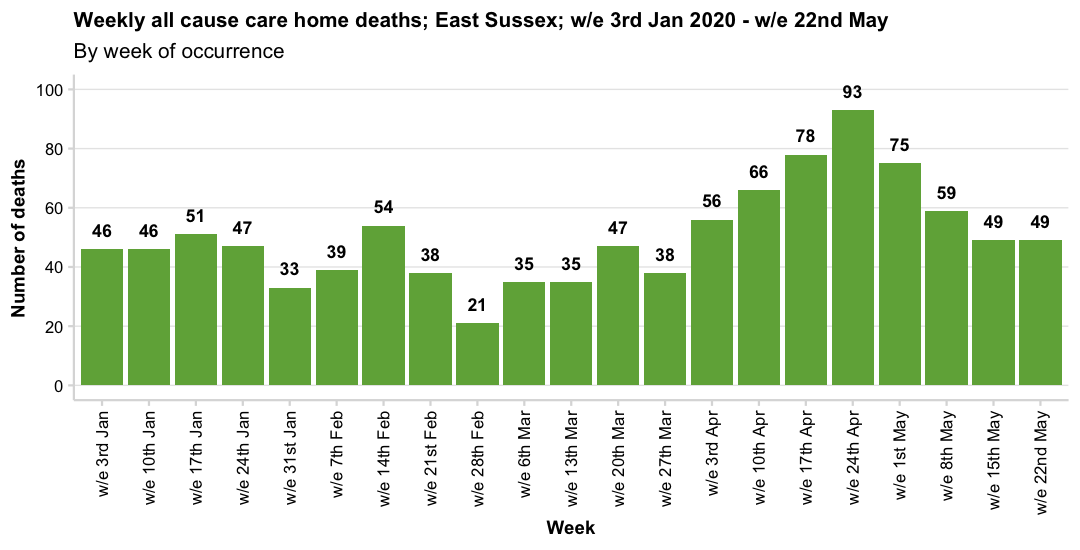 Weekly all cause care home deaths; East Sussex; w/e 3rd Jan 2020 - w/e 22nd May
By week of occurrence
Number of deaths
100
80
60
40
20
0
46
46
51
47
33
39
54
38
21
35
35
47
38
56
66
78
93
75
59
49
49
w/e 3rd Jan
w/e 10th Jan
w/e 17th Jan
w/e 24th Jan
w/e 31st Jan
w/e 7th Feb
w/e 14th Feb
w/e 21st Feb
w/e 28th Feb
w/e 6th Mar
w/e 13th Mar
w/e 20th Mar
w/e 27th Mar
w/e 3rd Apr
w/e 10th Apr
w/e 17th Apr
w/e 24th Apr
w/e 1st May
w/e 8th May
w/e 15th May
w/e 22nd May
Week